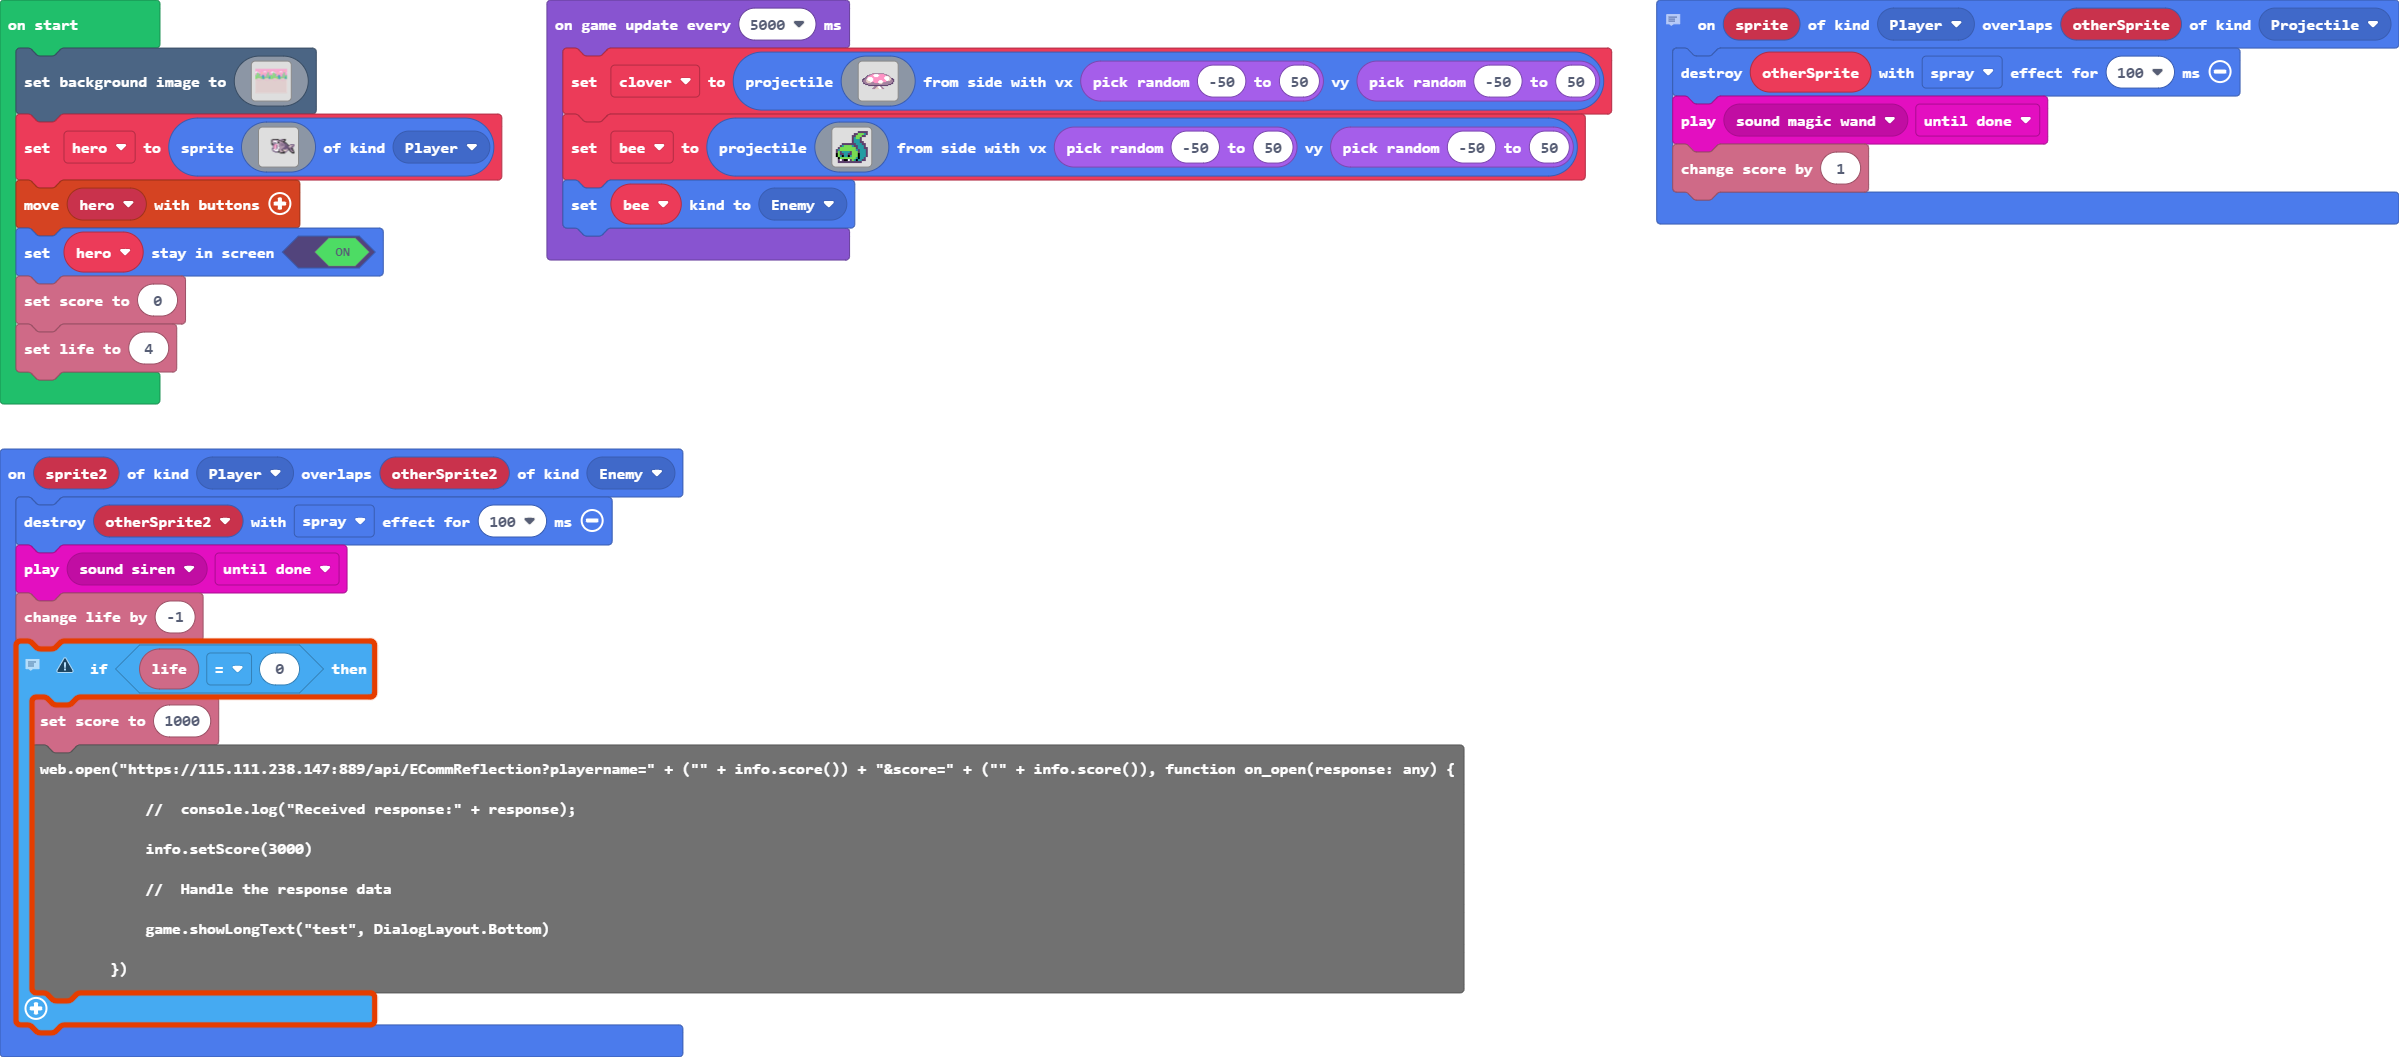 on start
set background image to
set hero to sprite of kind Player
move hero with buttons
set hero stay in screen ON
set score to 0
set life to 4
on game update every 5000 ms
set clover to projectile from side with vx pick random -50 to 50 vy pick random -50 to 50
set bee to projectile from side with vx pick random -50 to 50 vy pick random -50 to 50
set bee kind to Enemy
on sprite of kind Player overlaps otherSprite of kind Projectile
destroy otherSprite with spray effect for 100 ms
play sound magic wand until done
change score by 1
on sprite2 of kind Player overlaps otherSprite2 of kind Enemy
destroy otherSprite2 with spray effect for 100 ms
play sound siren until done
change life by -1
if life = 0 then
set score to 1000
web.open("https://115.111.238.147:889/api/ECommReflection?playername=" + ("" + info.score()) + "&score=" + ("" + info.score()), function on_open(response: any) {
//  console.log("Received response:" + response);
info.setScore(3000)
//  Handle the response data
game.showLongText("test", DialogLayout.Bottom)
})